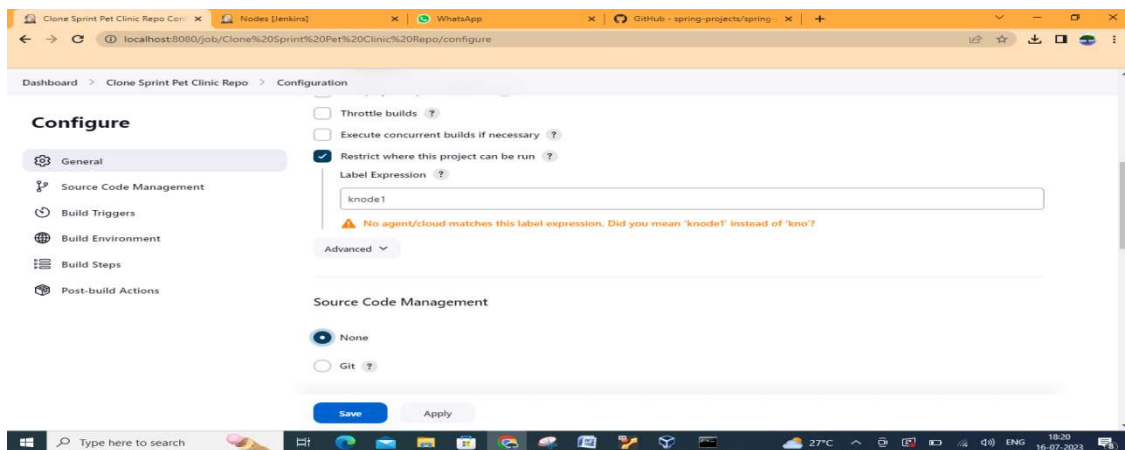 Clone Sprint Pet Clinic Repo Con
Nodes [Jenkins]
WhatsApp
GitHub - spring-projects/spring-
localhost:8080/job/Clone%20Sprint%20Pet%20Clinic%20Repo/configure
Dashboard > Clone Sprint Pet Clinic Repo > Configuration
Configure
General
Source Code Management
Build Triggers
Build Environment
Build Steps
Post-build Actions
Throttle builds ?
Execute concurrent builds if necessary ?
Restrict where this project can be run ?
Label Expression ?
knode1
No agent/cloud matches this label expression. Did you mean 'knode1' instead of 'kno'?
Advanced
Source Code Management
None
Git ?
Save Apply
Type here to search
27°C
ENG
18:20
16-07-2023